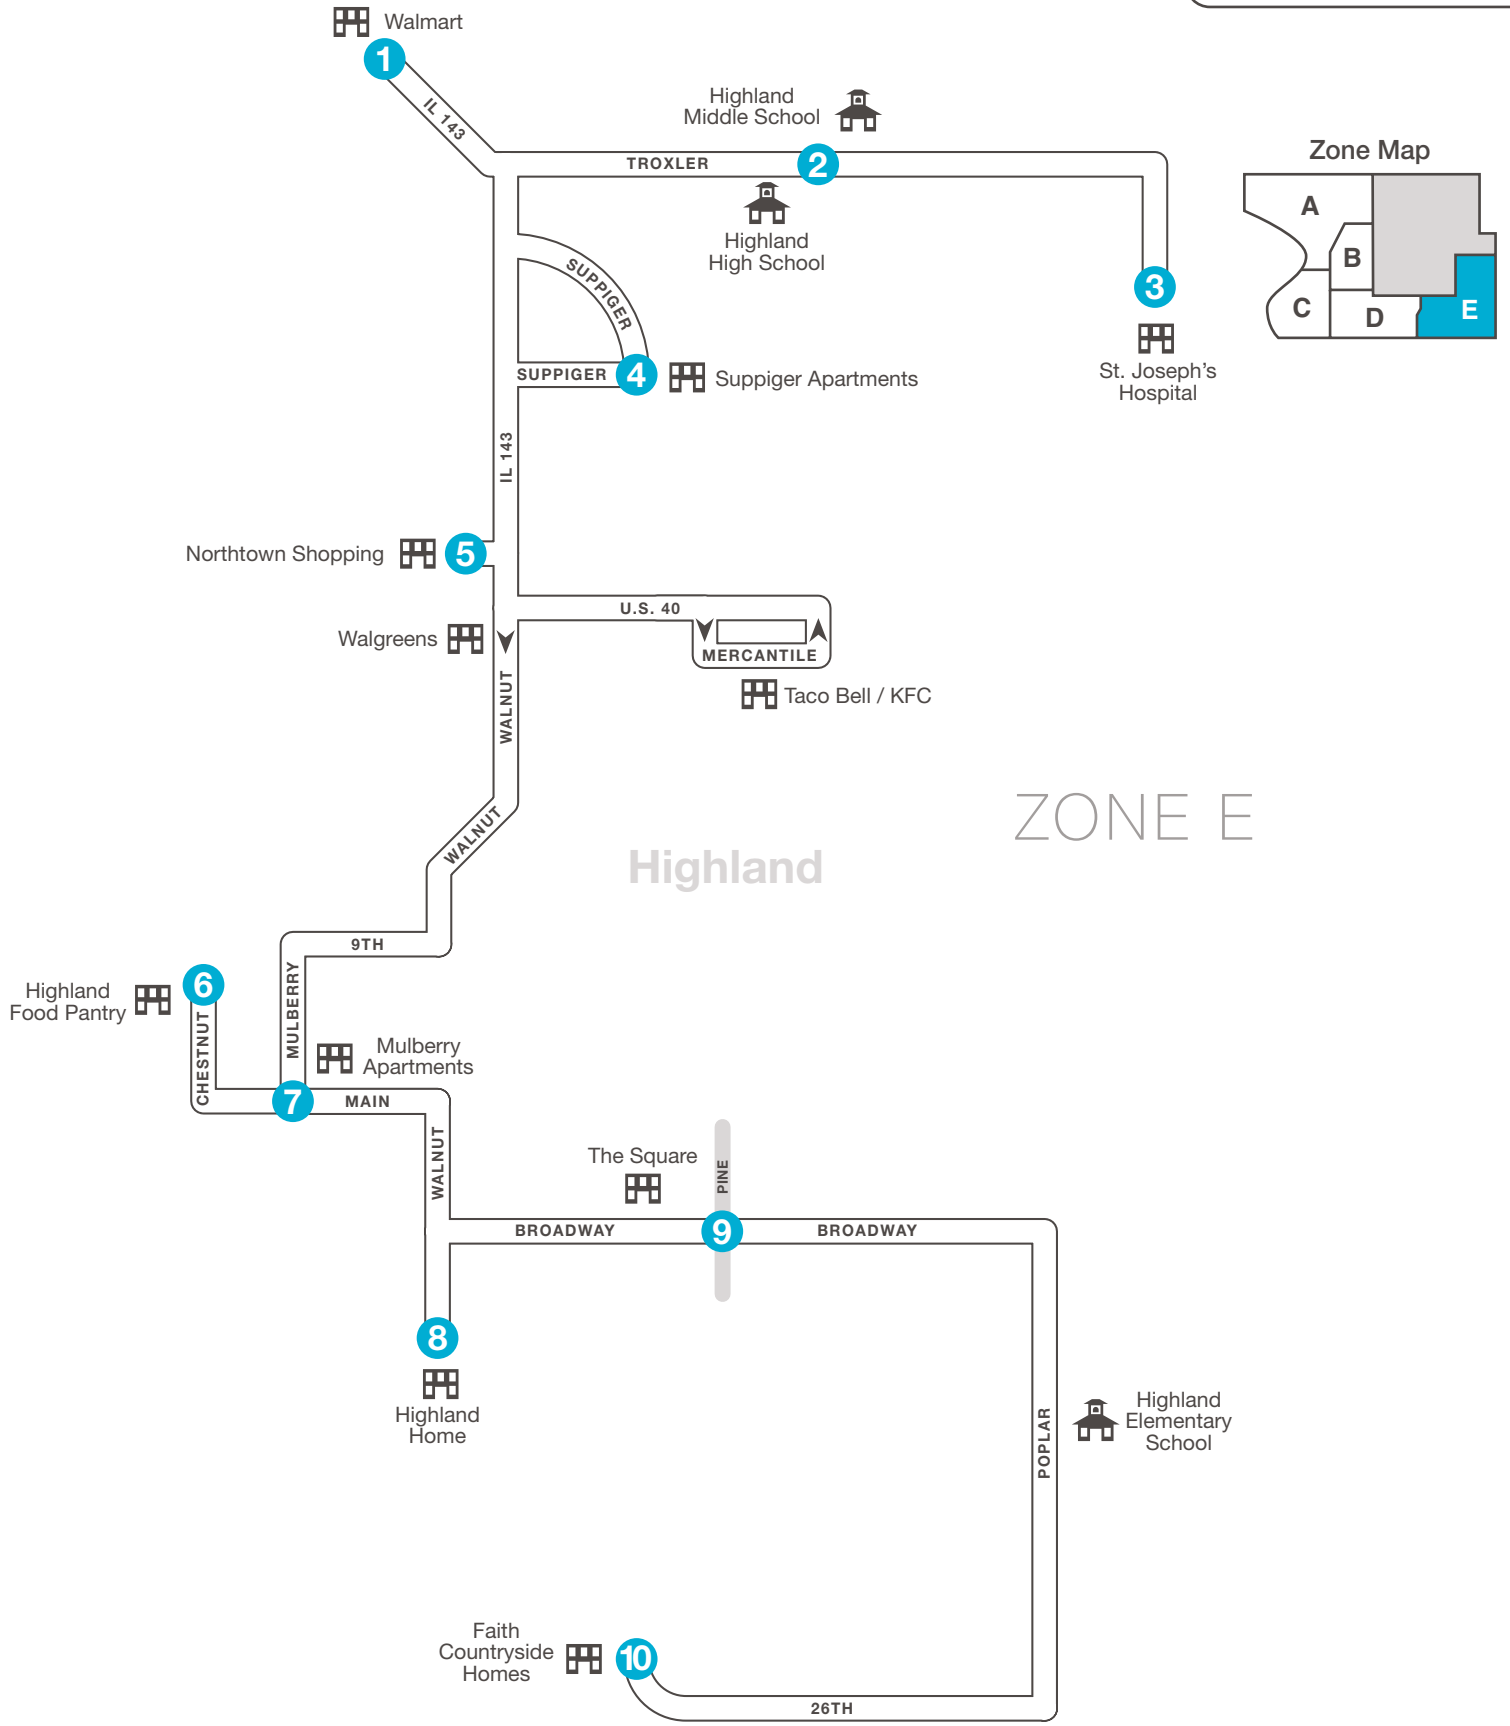 Walmart
1
IL 143
Highland
Middle School
TROXLER
2
Highland
High School
3
St. Joseph's
Hospital
Zone Map
A
B
C
D
E
SUPPIGER
SUPPIGER
4
Suppiger Apartments
IL 143
Northtown Shopping
5
U.S. 40
Walgreens
MERCANTILE
Taco Bell / KFC
WALNUT
ZONE E
WALNUT
Highland
9TH
Highland
Food Pantry
6
CHESTNUT
MULBERRY
Mulberry
Apartments
7
MAIN
WALNUT
The Square
PINE
BROADWAY
9
BROADWAY
8
Highland
Home
POPLAR
Highland
Elementary
School
Faith
Countryside
Homes
10
26TH